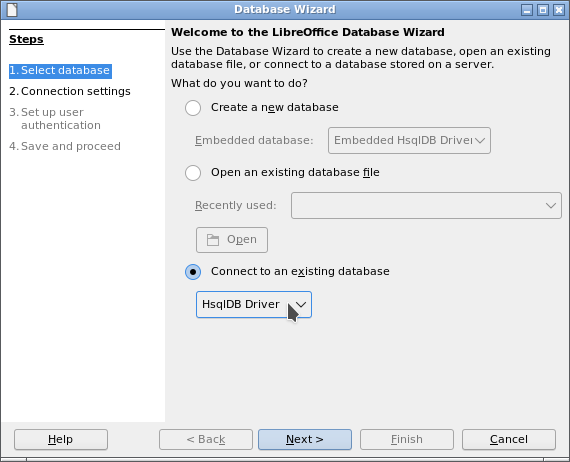 Database Wizard
Steps
1. Select database
2. Connection settings
3. Set up user
authentication
4. Save and proceed
Welcome to the LibreOffice Database Wizard
Use the Database Wizard to create a new database, open an existing
database file, or connect to a database stored on a server.
What do you want to do?
Create a new database
Embedded database: Embedded HsqlDB Driver
Open an existing database file
Recently used:
Open
Connect to an existing database
HsqlDB Driver
Help
< Back
Next >
Finish
Cancel